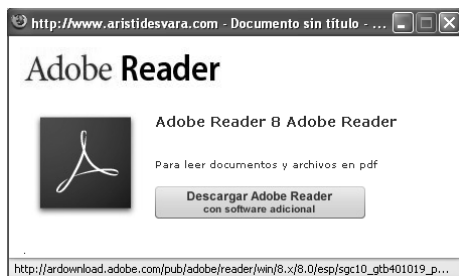 http://www.aristidesvara.com - Documento sin título - ...
Adobe Reader
Adobe Reader 8 Adobe Reader
Para leer documentos y archivos en pdf
Descargar Adobe Reader
con software adicional
http://ardownload.adobe.com/pub/adobe/reader/win/8.x/8.0/esp/sgc10_gtb401019_p...